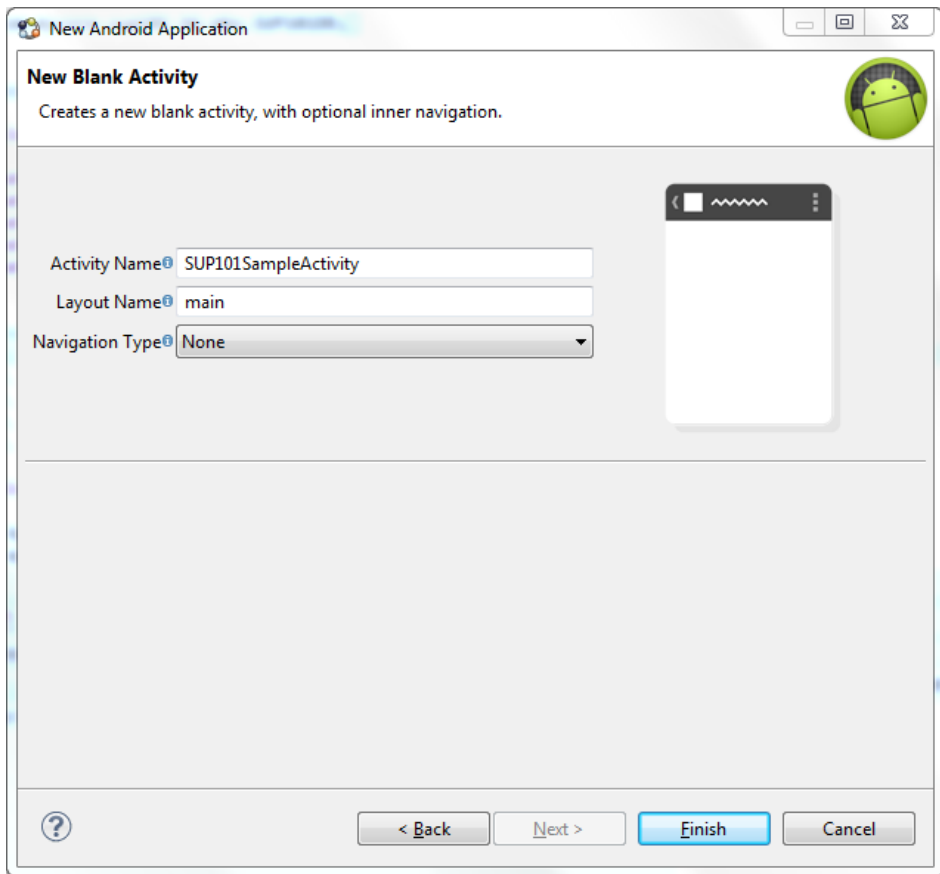 New Android Application
New Blank Activity
Creates a new blank activity, with optional inner navigation.
Activity Name SUP101SampleActivity
Layout Name main
Navigation Type None
< Back Next > Finish Cancel